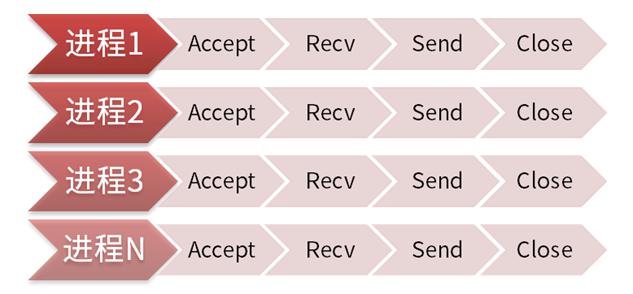 进程1 Accept Recv Send Close
进程2 Accept Recv Send Close
进程3 Accept Recv Send Close
进程N Accept Recv Send Close